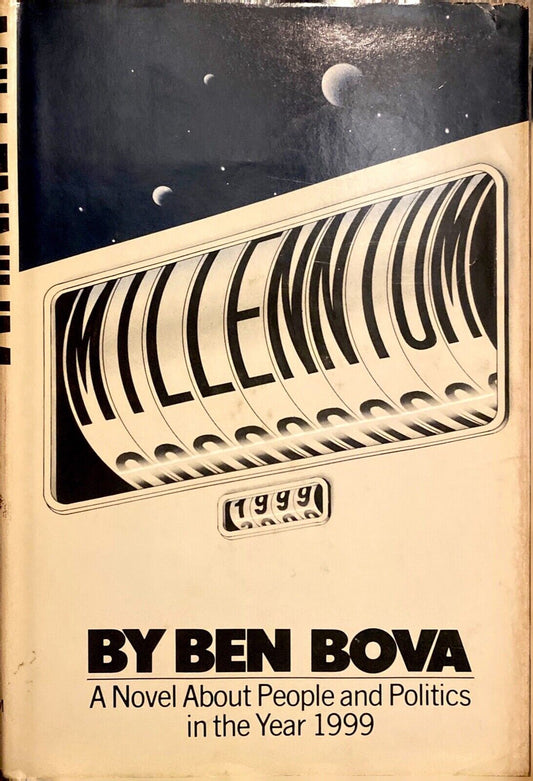 MILLENNIUM
1999
BY BEN BOVA
A Novel About People and Politics
in the Year 1999